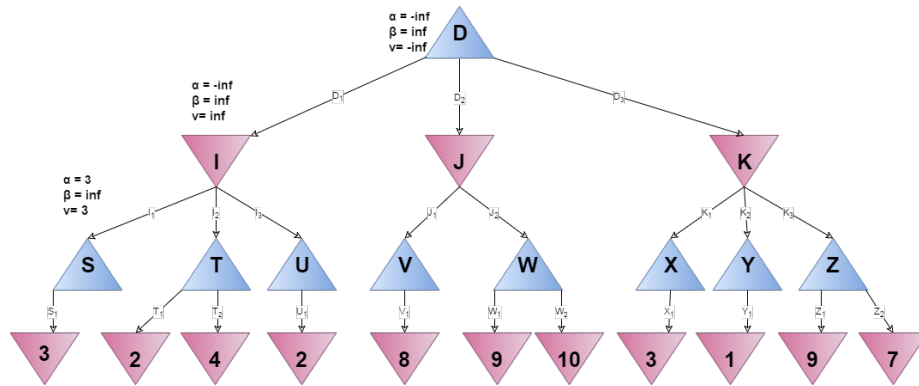 α = -inf
β = inf
v= -inf
D
α = -inf
β = inf
v= inf
D₁
D₂
D₃
I
J
K
α = 3
β = inf
v= 3
I₁
I₂
I₃
J₁
J₂
K₁
K₂
K₃
S
T
U
V
W
X
Y
Z
S₁
T₁
T₂
U₁
V₁
W₁
W₂
X₁
Y₁
Z₁
Z₂
3
2
4
2
8
9
10
3
1
9
7